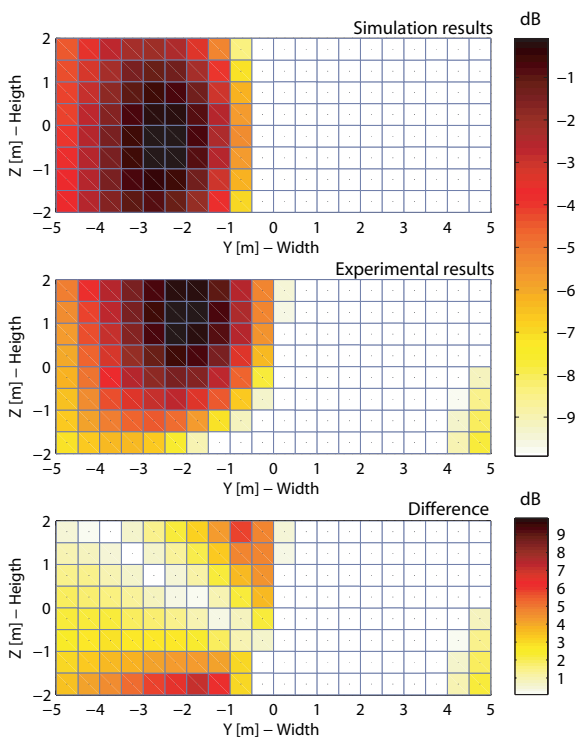 Simulation results
dB
2
1
0
−1
−2
Z [m] − Heigth
−5 −4 −3 −2 −1 0 1 2 3 4 5
Y [m] − Width
Experimental results
2
1
0
−1
−2
Z [m] − Heigth
−5 −4 −3 −2 −1 0 1 2 3 4 5
Y [m] − Width
−1
−2
−3
−4
−5
−6
−7
−8
−9
Difference
dB
2
1
0
−1
−2
Z [m] − Heigth
−5 −4 −3 −2 −1 0 1 2 3 4 5
Y [m] − Width
9
8
7
6
5
4
3
2
1